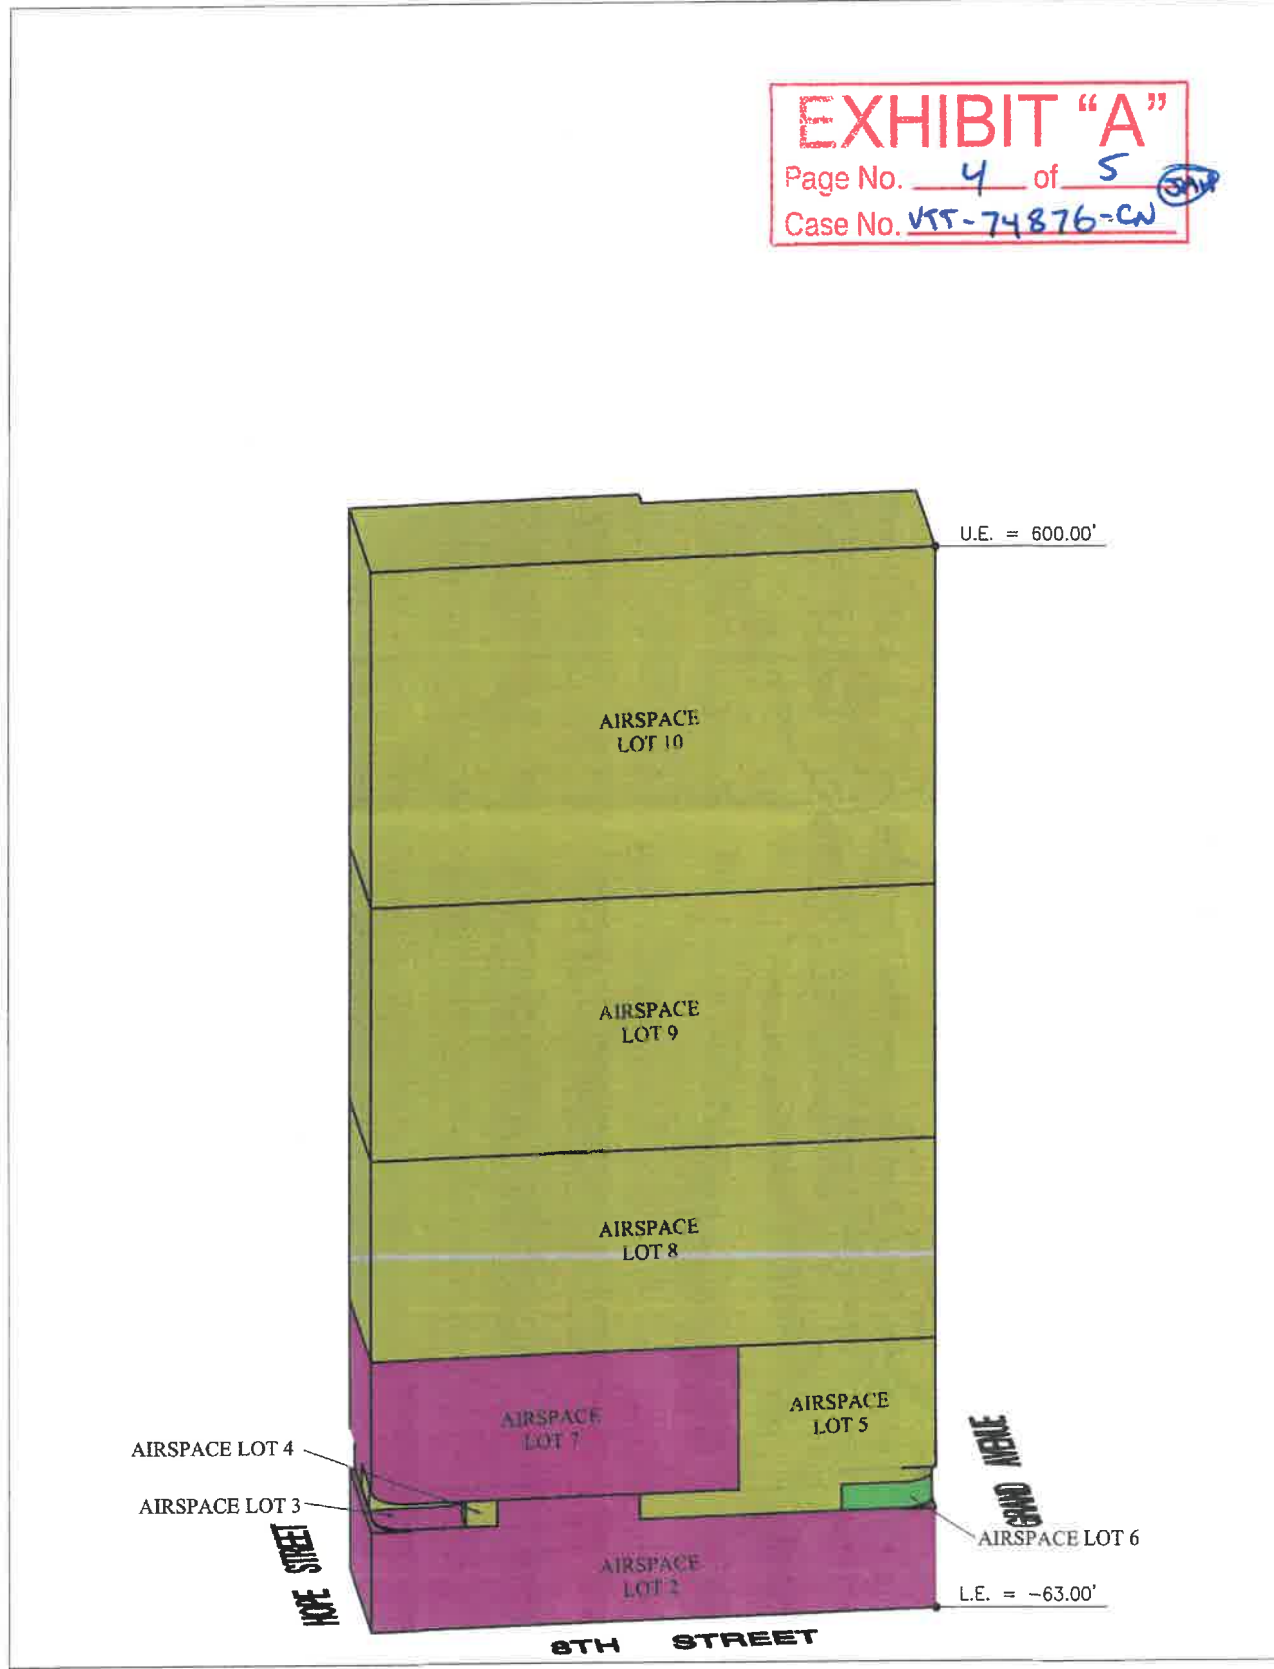 EXHIBIT “A”
Page No. 4 of 5
Case No. VTT-74876-CN
U.E. = 600.00'
AIRSPACE
LOT 10
AIRSPACE
LOT 9
AIRSPACE
LOT 8
AIRSPACE
LOT 7
AIRSPACE
LOT 5
AIRSPACE LOT 4
AIRSPACE LOT 3
HOPE STREET
GRAND AVENUE
AIRSPACE LOT 6
AIRSPACE
LOT 2
L.E. = -63.00'
8TH STREET